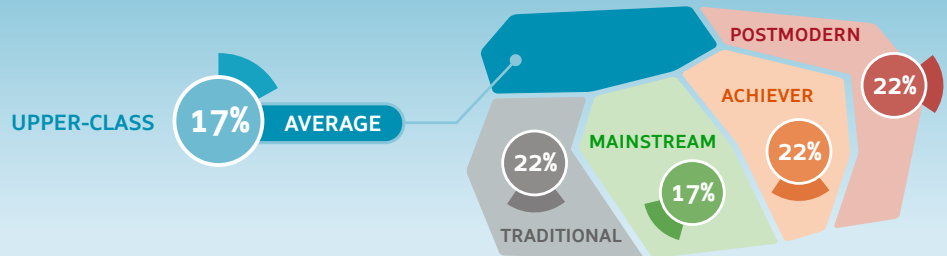 UPPER-CLASS
17%
AVERAGE
POSTMODERN
22%
ACHIEVER
22%
MAINSTREAM
17%
22%
TRADITIONAL